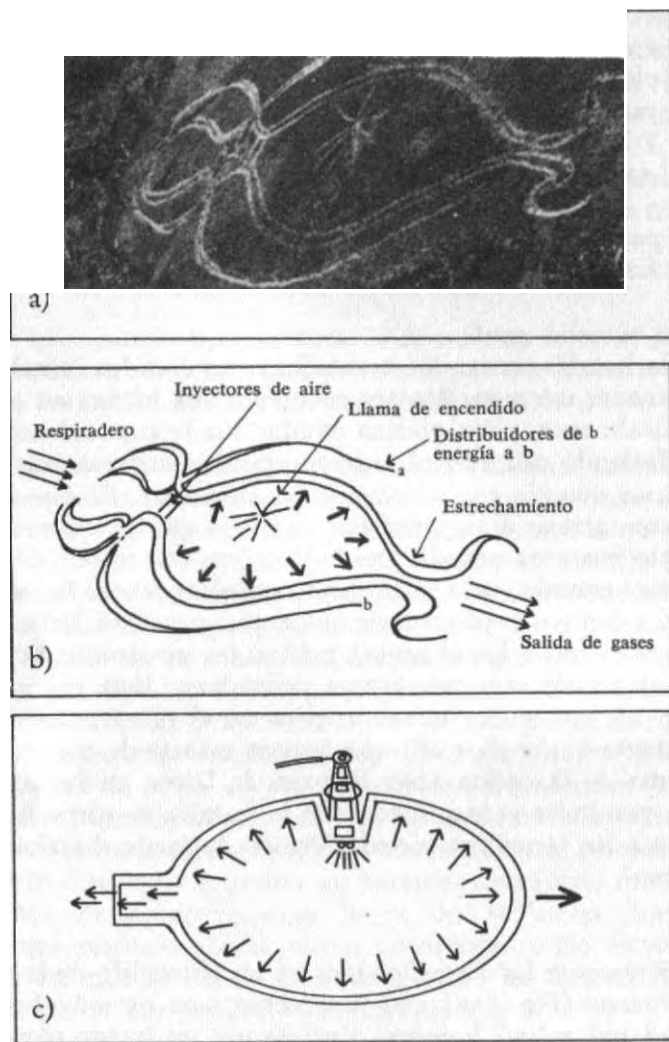 a)
Inyectores de aire
Llama de encendido
Respiradero
Distribuidores de b
energía a b
a
Estrechamiento
b
Salida de gases
b)
c)